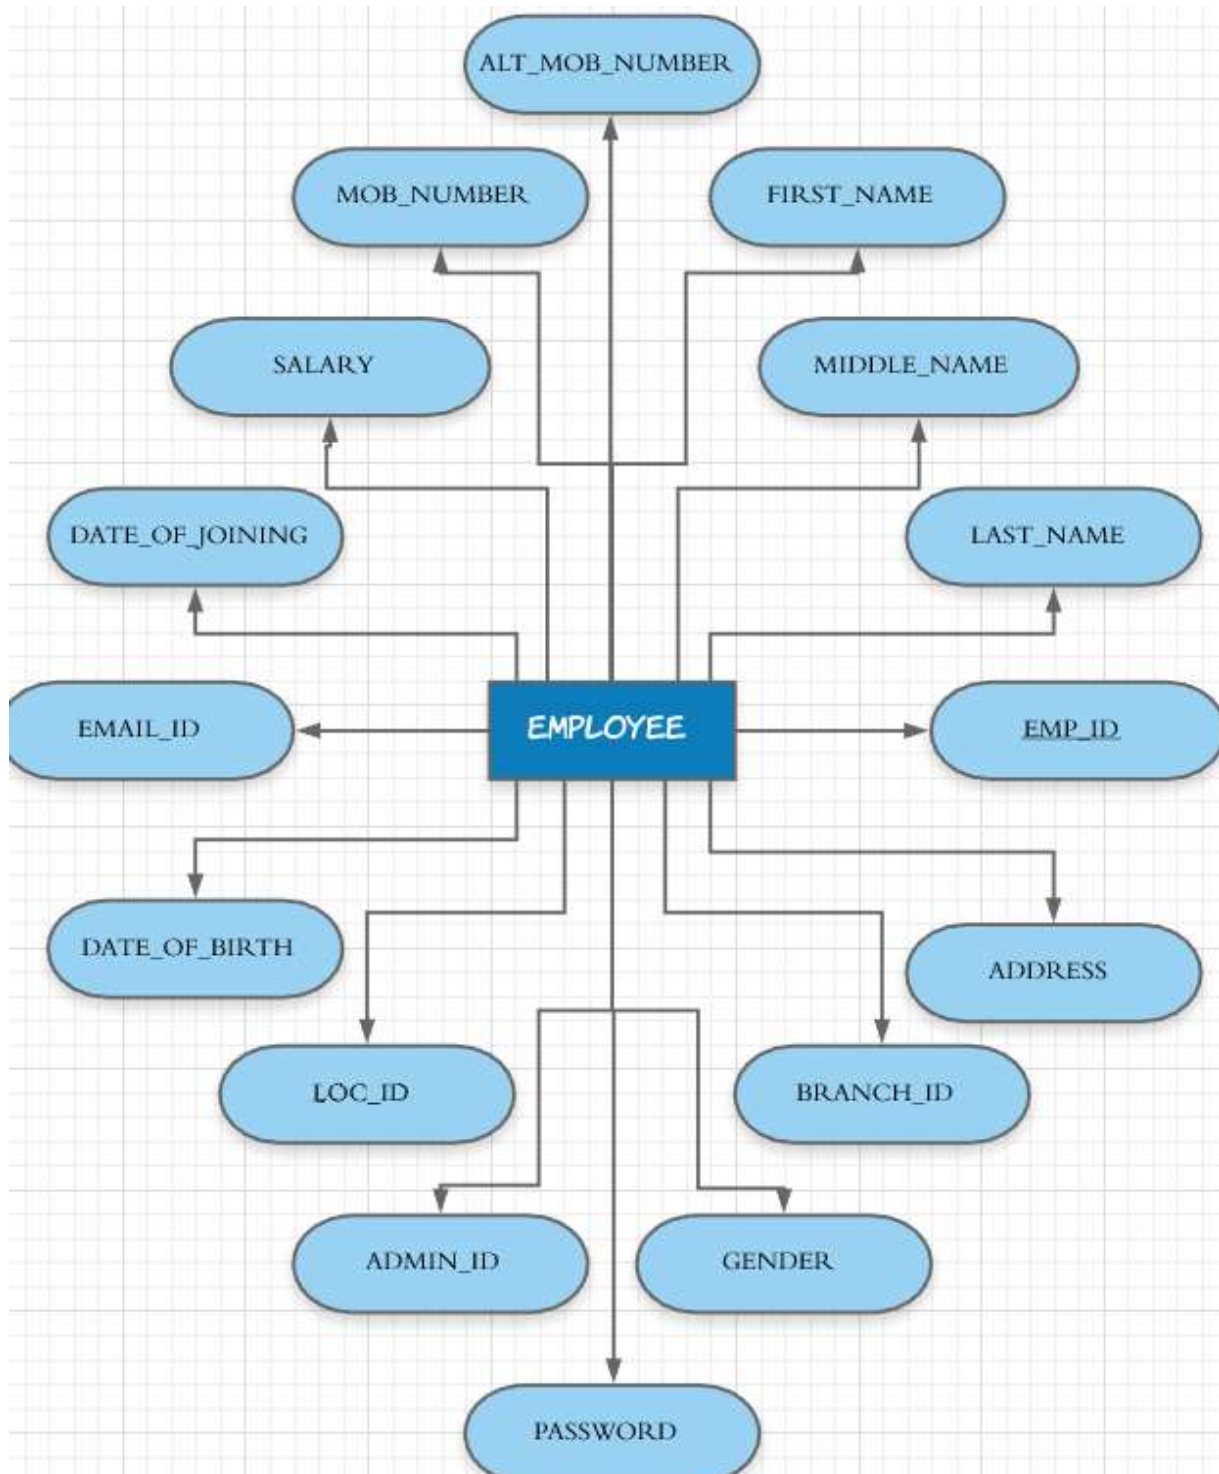 ALT_MOB_NUMBER
MOB_NUMBER
FIRST_NAME
SALARY
MIDDLE_NAME
DATE_OF_JOINING
LAST_NAME
EMAIL_ID
EMPLOYEE
EMP_ID
DATE_OF_BIRTH
ADDRESS
LOC_ID
BRANCH_ID
ADMIN_ID
GENDER
PASSWORD